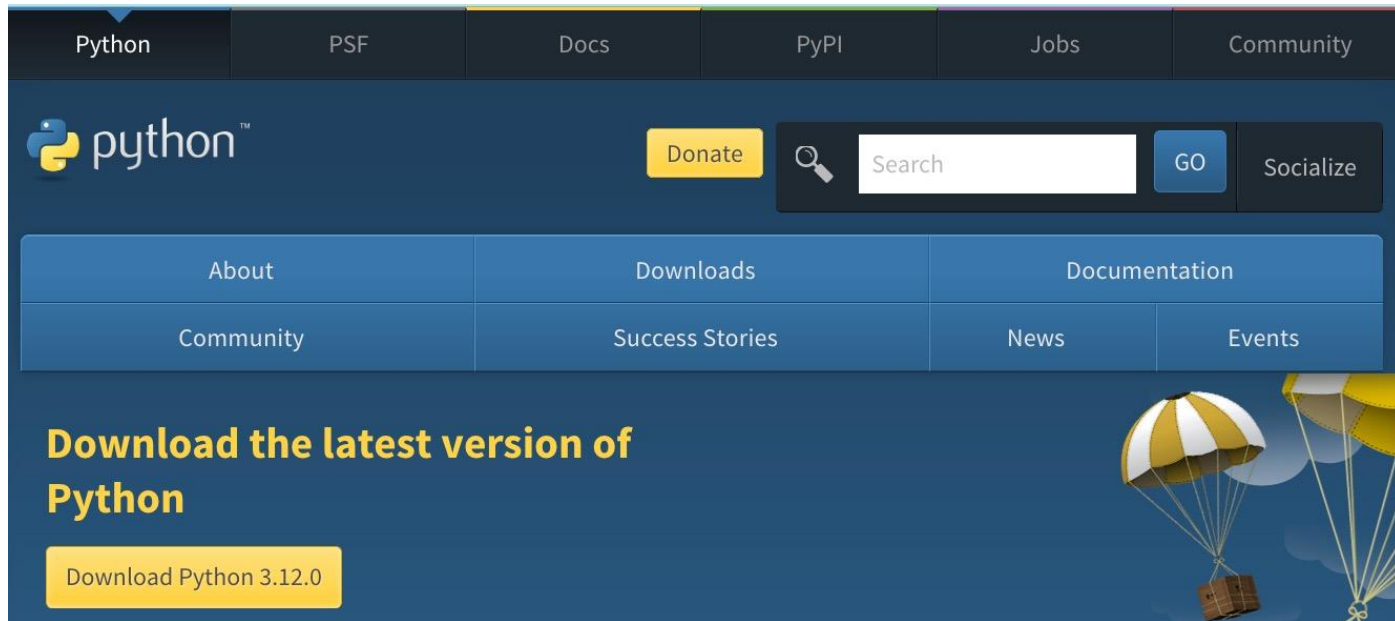 Python PSF Docs PyPI Jobs Community
python™ Donate Search GO Socialize
About Downloads Documentation
Community Success Stories News Events
Download the latest version of
Python
Download Python 3.12.0